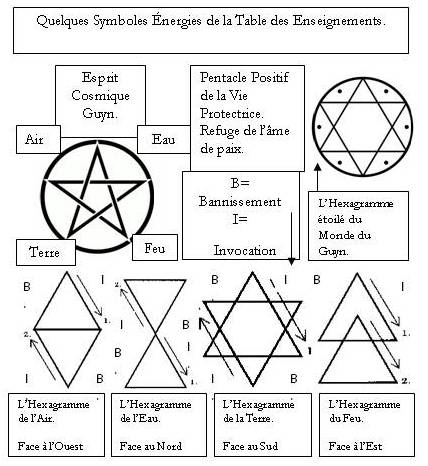 Quelques Symboles Énergies de la Table des Enseignements.
Esprit
Cosmique
Guyn.
Pentacle Positif
de la Vie
Protectrice.
Refuge de l'âme
de paix.
Air
Eau
B=
Bannissement
I=
Invocation
L'Hexagramme
étoilé du
Monde du
Guyn.
Terre
Feu
B I
1.
2.
I B
2. I
B
I
B
1.
B I
1
I B
B I
1.
2.
L'Hexagramme
de l'Air.
Face à l'Ouest
L'Hexagramme
de l'Eau.
Face au Nord
L'Hexagramme
de la Terre.
Face au Sud
L'Hexagramme
du Feu.
Face à l'Est